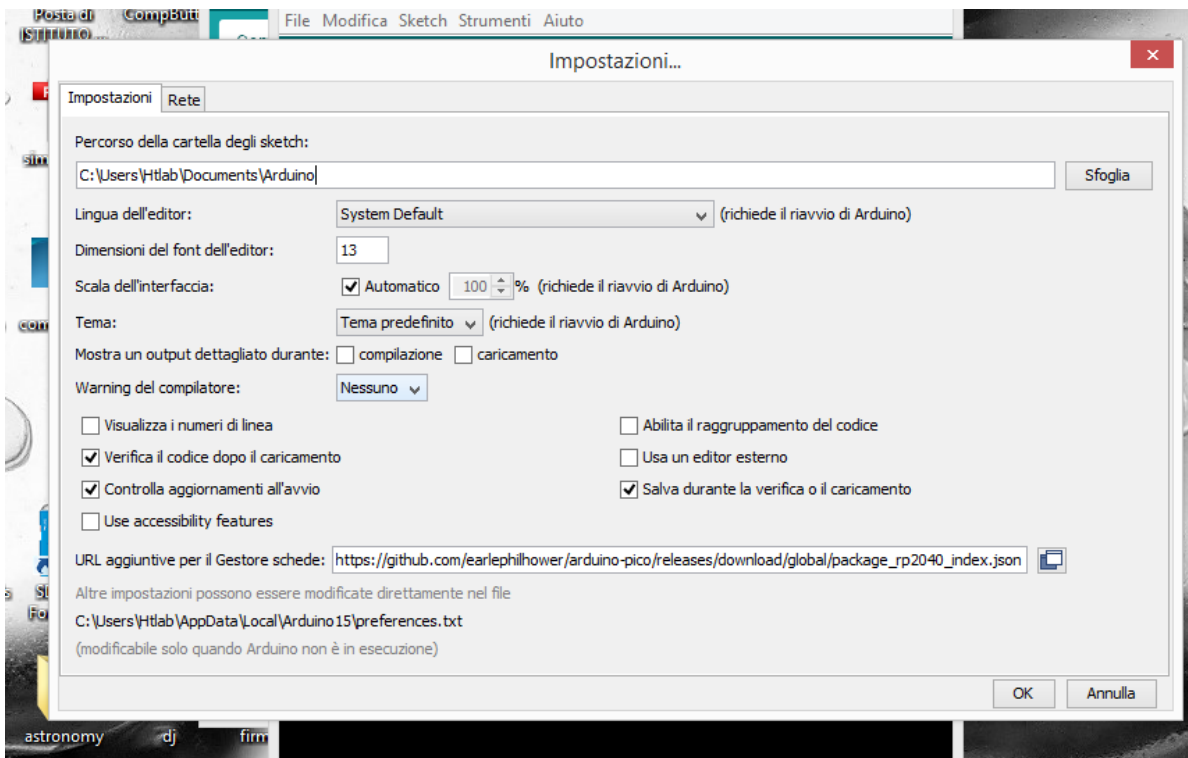 Posta di
CompButt
File Modifica Sketch Strumenti Aiuto
Impostazioni...
Impostazioni Rete
Percorso della cartella degli sketch:
C:\Users\Htlab\Documents\Arduino
Sfoglia
Lingua dell'editor: System Default (richiede il riavvio di Arduino)
Dimensioni del font dell'editor: 13
Scala dell'interfaccia: Automatico 100 % (richiede il riavvio di Arduino)
Tema: Tema predefinito (richiede il riavvio di Arduino)
Mostra un output dettagliato durante: compilazione caricamento
Warning del compilatore: Nessuno
Visualizza i numeri di linea Abilita il raggruppamento del codice
Verifica il codice dopo il caricamento Usa un editor esterno
Controlla aggiornamenti all'avvio Salva durante la verifica o il caricamento
Use accessibility features
URL aggiuntive per il Gestore schede: https://github.com/earlephilhower/arduino-pico/releases/download/global/package_rp2040_index.json
Altre impostazioni possono essere modificate direttamente nel file
C:\Users\Htlab\AppData\Local\Arduino15\preferences.txt
(modificabile solo quando Arduino non è in esecuzione)
OK Annulla
astronomy dj firm